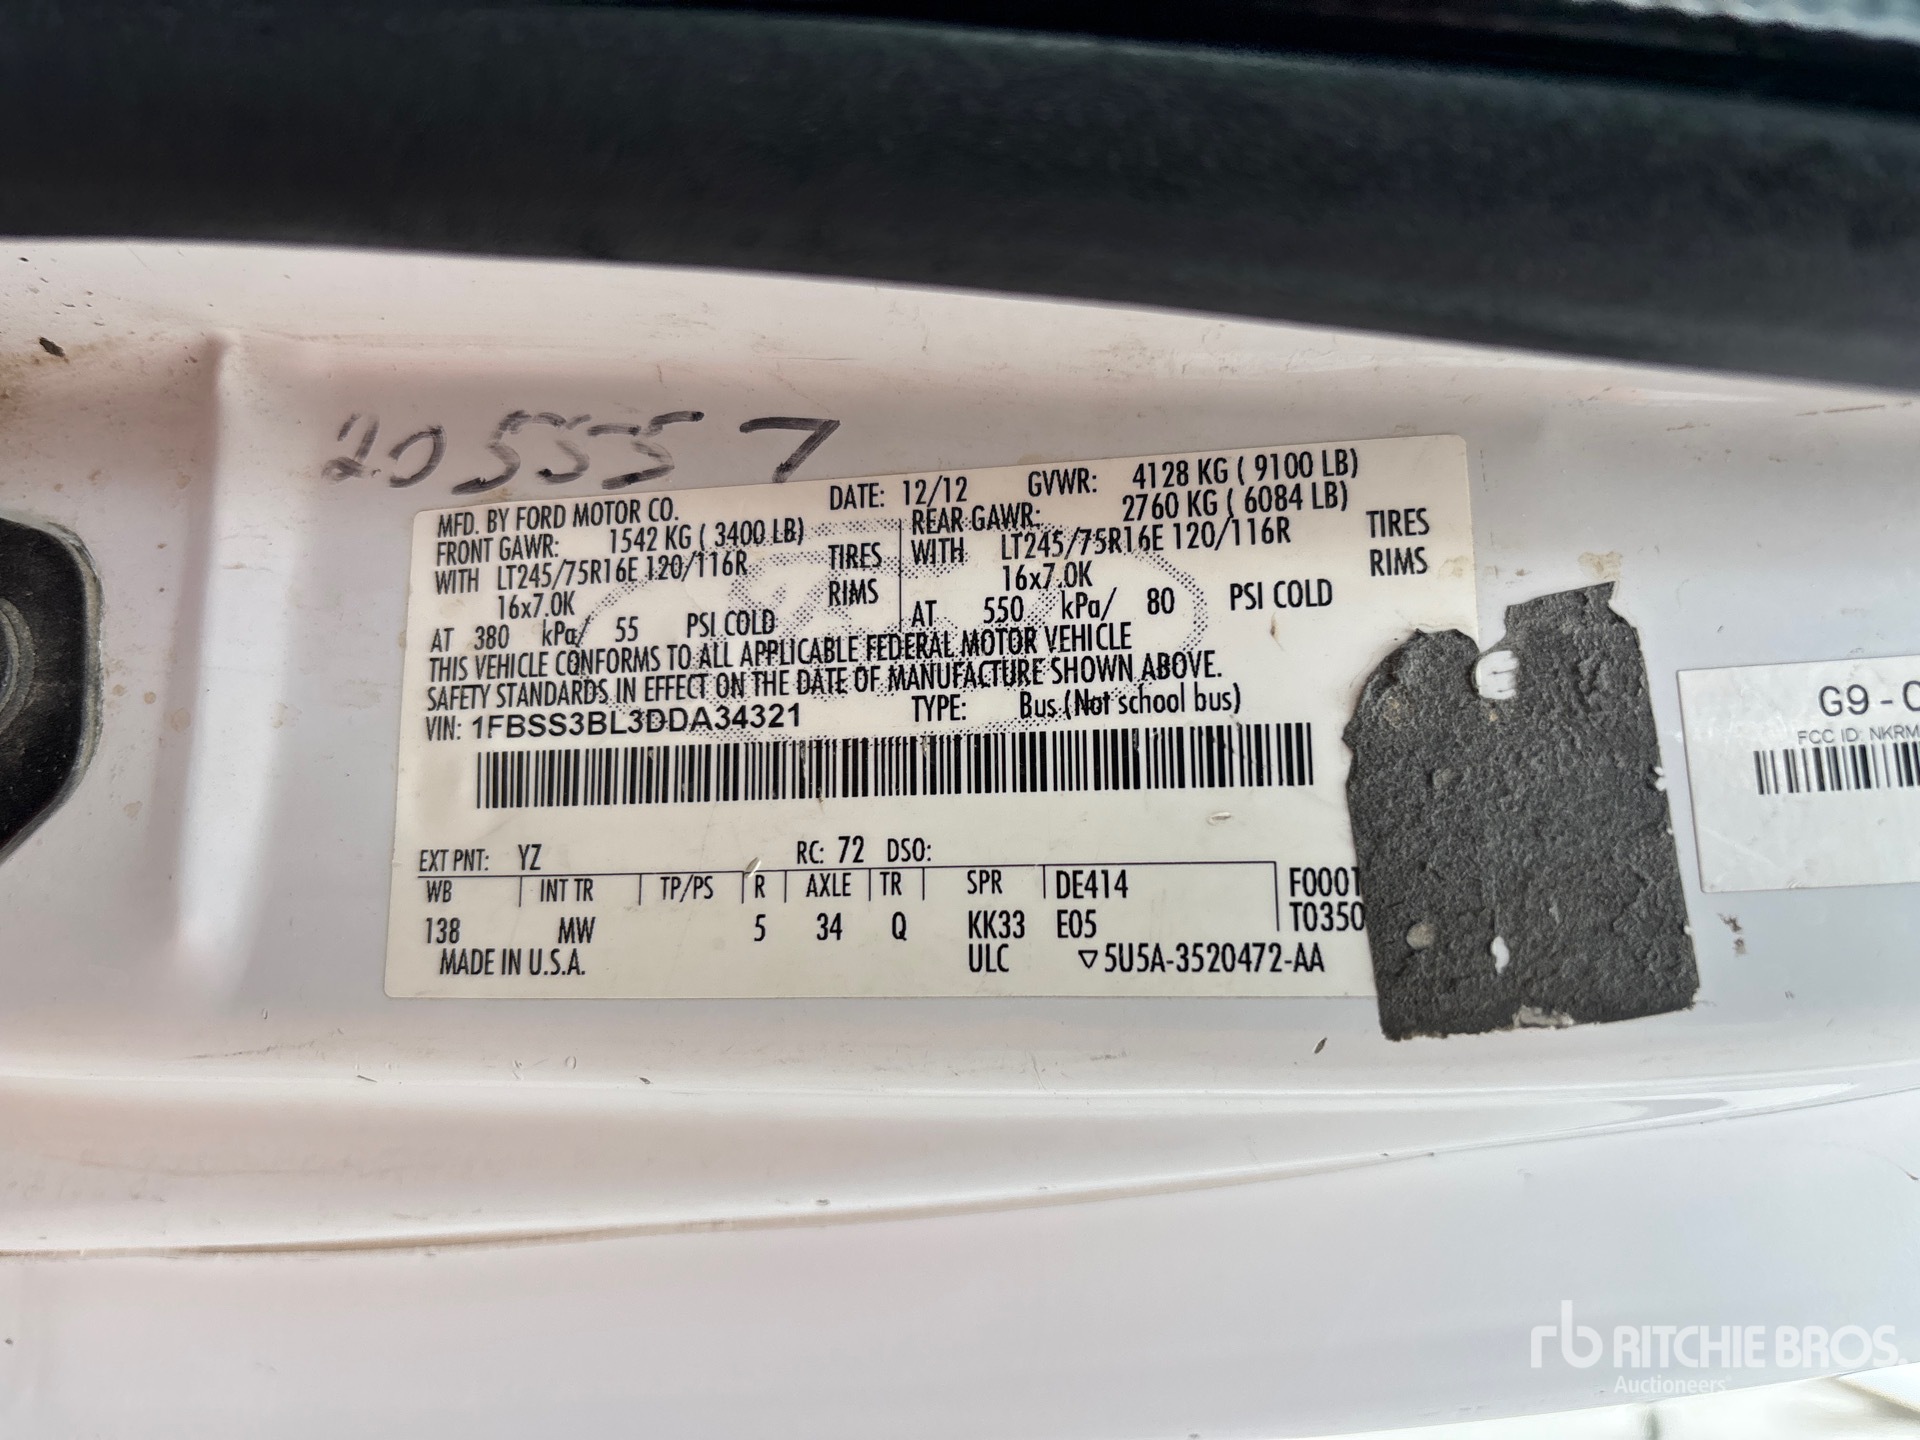 205557
MFD. BY FORD MOTOR CO. DATE: 12/12 GVWR: 4128 KG ( 9100 LB)
FRONT GAWR: 1542 KG ( 3400 LB) REAR GAWR: 2760 KG ( 6084 LB)
WITH LT245/75R16E 120/116R TIRES WITH LT245/75R16E 120/116R TIRES
16x7.0K RIMS 16x7.0K RIMS
AT 380 kPa/ 55 PSI COLD AT 550 kPa/ 80 PSI COLD
THIS VEHICLE CONFORMS TO ALL APPLICABLE FEDERAL MOTOR VEHICLE
SAFETY STANDARDS IN EFFECT ON THE DATE OF MANUFACTURE SHOWN ABOVE.
VIN: 1FBSS3BL3DDA34321 TYPE: Bus (Not school bus)
EXT PNT: YZ RC: 72 DSO:
WB INT TR TP/PS R AXLE TR SPR DE414 F0001
138 MW 5 34 Q KK33 E05 T0350
MADE IN U.S.A. ULC ▽5U5A-3520472-AA
G9 - C
FCC ID: NKRM
rb RITCHIE BROS.
Auctioneers